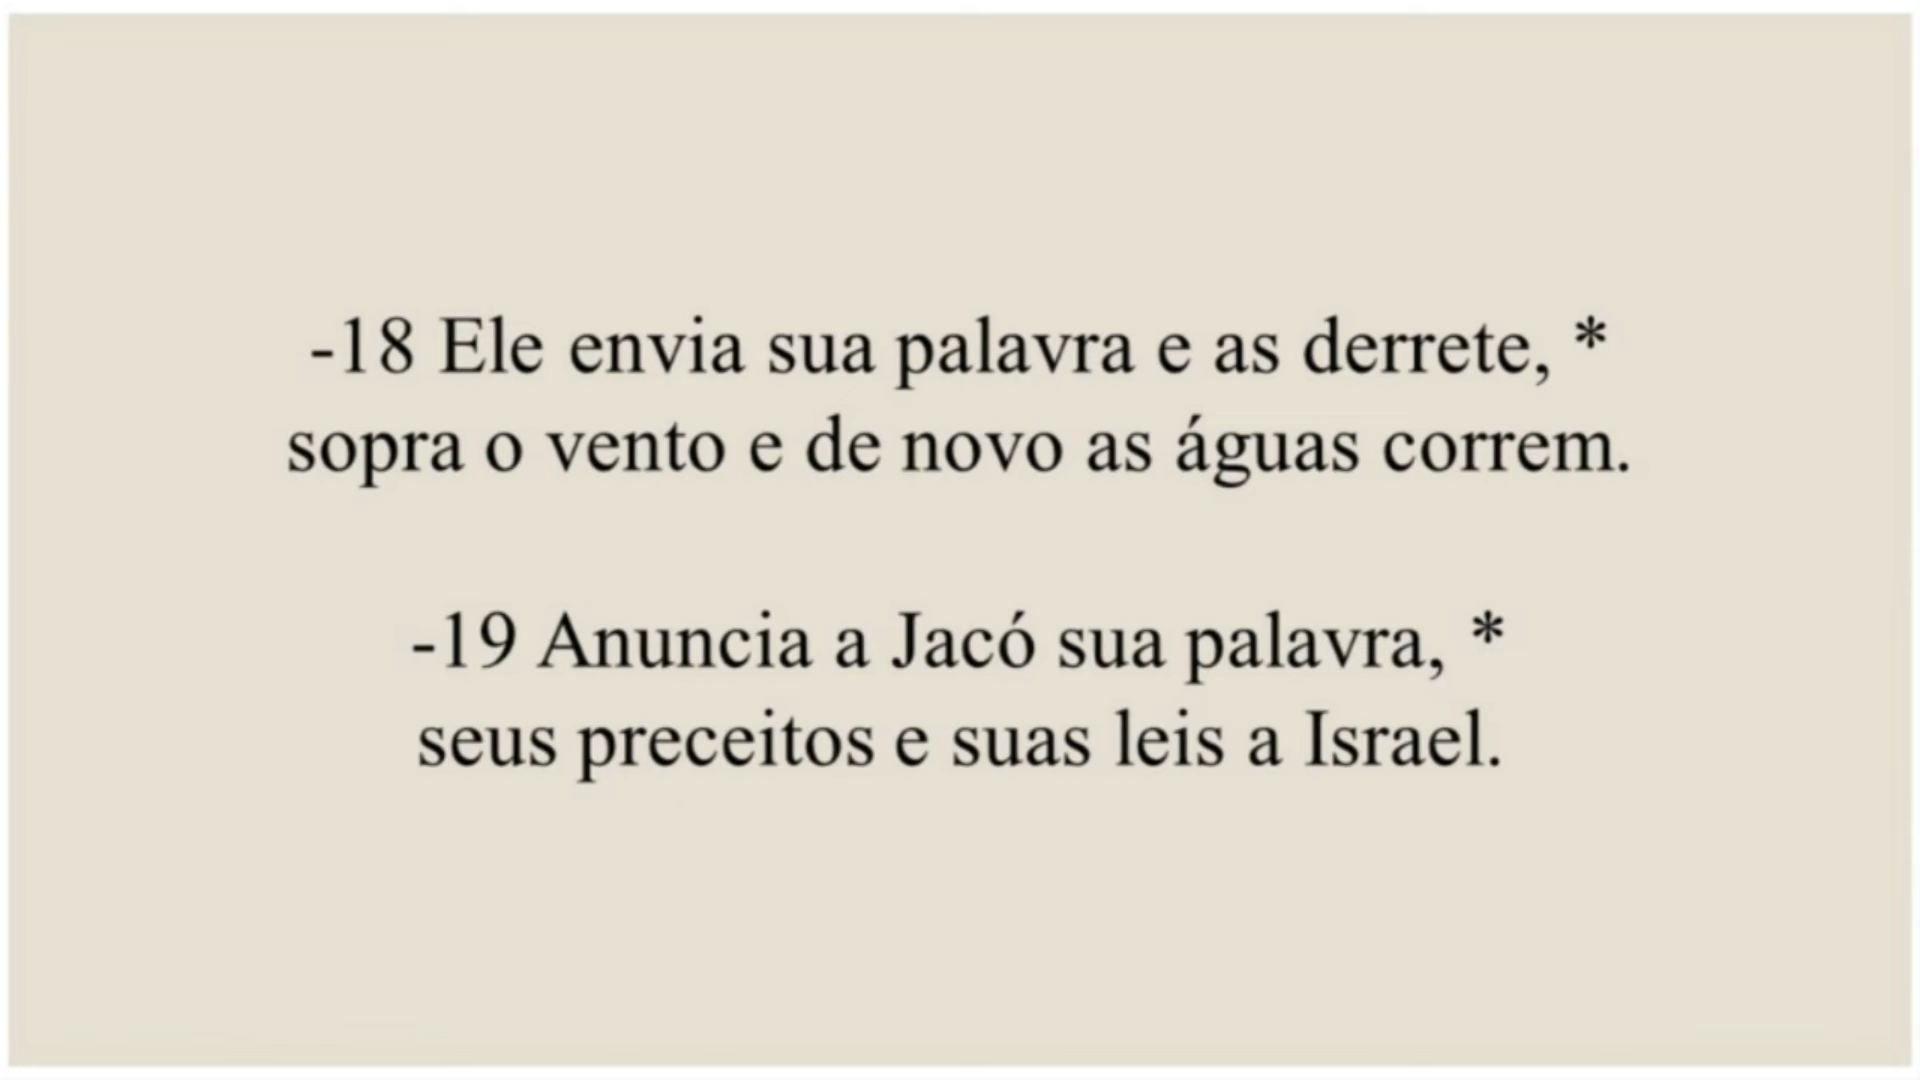 -18 Ele envia sua palavra e as derrete, *
sopra o vento e de novo as águas correm.
-19 Anuncia a Jacó sua palavra, *
seus preceitos e suas leis a Israel.